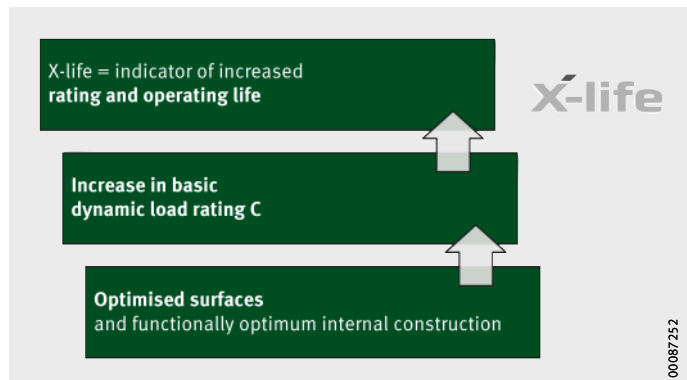 X-life = indicator of increased
rating and operating life
X-life
Increase in basic
dynamic load rating C
Optimised surfaces
and functionally optimum internal construction
00087252